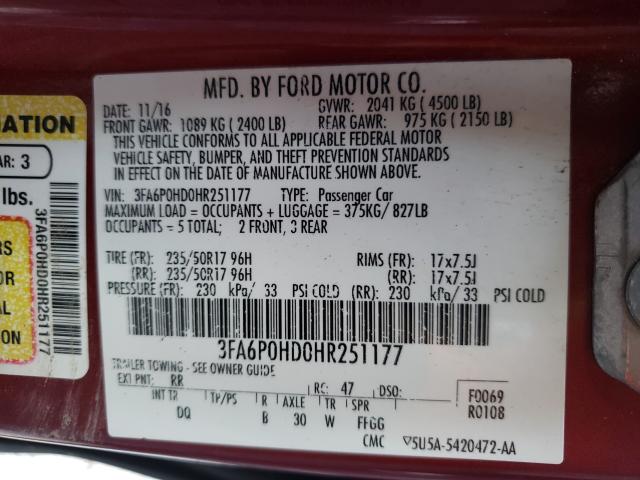 MFD. BY FORD MOTOR CO.
DATE: 11/16 GVWR: 2041 KG ( 4500 LB)
FRONT GAWR: 1089 KG ( 2400 LB) REAR GAWR: 975 KG ( 2150 LB)
THIS VEHICLE CONFORMS TO ALL APPLICABLE FEDERAL MOTOR
VEHICLE SAFETY, BUMPER, AND THEFT PREVENTION STANDARDS
IN EFFECT ON THE DATE OF MANUFACTURE SHOWN ABOVE.
VIN: 3FA6P0HD0HR251177 TYPE: Passenger Car
MAXIMUM LOAD = OCCUPANTS + LUGGAGE = 375KG/ 827LB
OCCUPANTS = 5 TOTAL; 2 FRONT, 3 REAR
TIRE (FR): 235/50R17 96H RIMS (FR): 17x7.5J
(RR): 235/50R17 96H (RR): 17x7.5J
PRESSURE (FR): 230 kPa/ 33 PSI COLD (RR): 230 kPa/ 33 PSI COLD
3FA6P0HD0HR251177
TRAILER TOWING - SEE OWNER GUIDE
EXT PNT: RR RC: 47 DSO: F0069
INT TR TP/PS R AXLE TR SPR R0108
DQ B 30 W FFGG
CMC ▽5U5A-5420472-AA
MATION
AR: 3
lbs.
3FA6P0HD0HR251177
RS
OR
AL
S